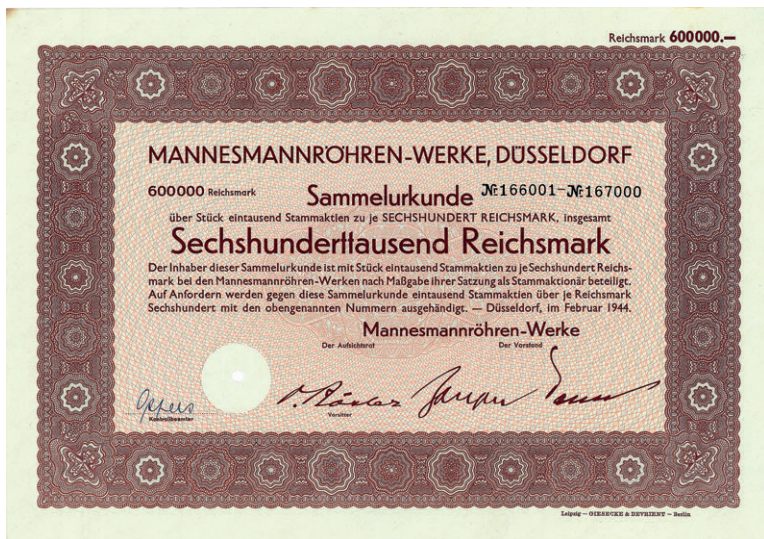 Reichsmark 600000.—
MANNESMANNRÖHREN-WERKE, DÜSSELDORF
600000 Reichsmark Sammelurkunde №166001-№167000
über Stück eintausend Stammaktien zu je SECHSHUNDERT REICHSMARK, insgesamt
Sechshunderttausend Reichsmark
Der Inhaber dieser Sammelurkunde ist mit Stück eintausend Stammaktien zu je Sechshundert Reichs-
mark bei den Mannesmannröhren-Werken nach Maßgabe ihrer Satzung als Stammaktionär beteiligt.
Auf Anfordern werden gegen diese Sammelurkunde eintausend Stammaktien über je Reichsmark
Sechshundert mit den obengenannten Nummern ausgehändigt. — Düsseldorf, im Februar 1944.
Mannesmannröhren-Werke
Der Aufsichtsrat Der Vorstand
Kontrollbeamter
Vorsitzer
Leipzig — GIESECKE & DEVRIENT — Berlin